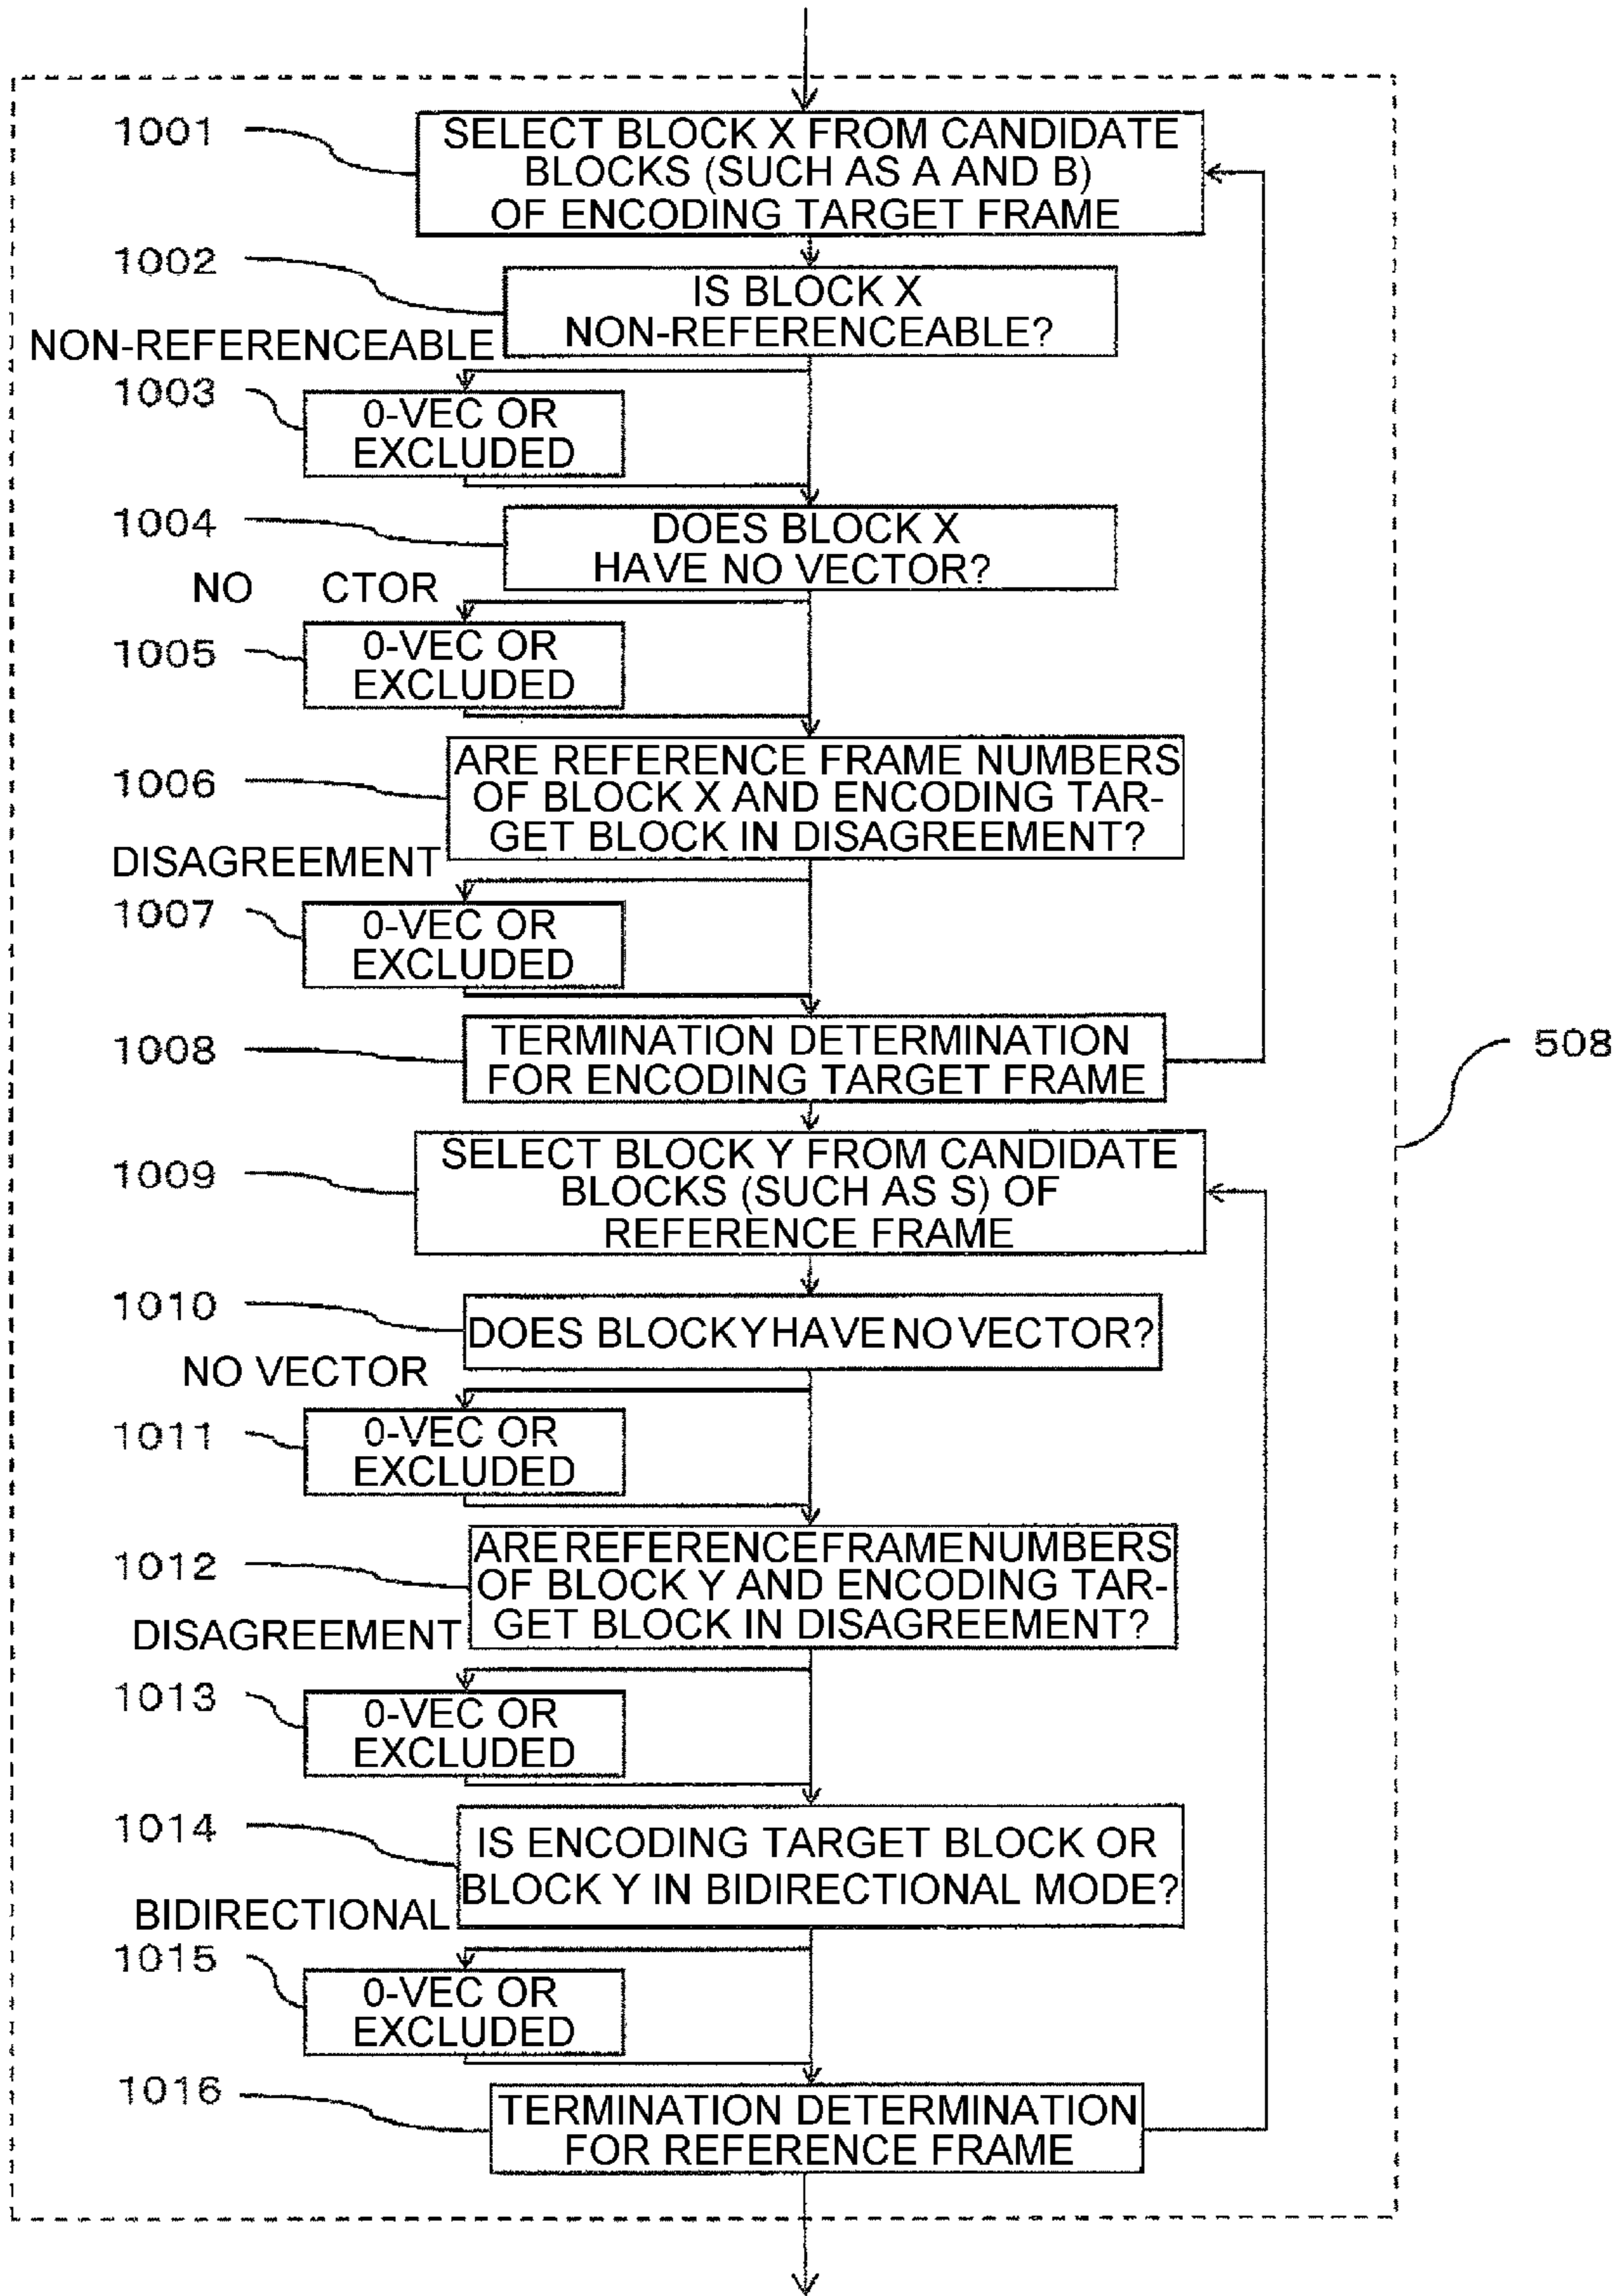 1001
SELECT BLOCK X FROM CANDIDATE
BLOCKS (SUCH AS A AND B)
OF ENCODING TARGET FRAME
1002
IS BLOCK X
NON-REFERENCEABLE?
NON-REFERENCEABLE
1003
0-VEC OR
EXCLUDED
1004
DOES BLOCK X
HAVE NO VECTOR?
NO CTOR
1005
0-VEC OR
EXCLUDED
1006
ARE REFERENCE FRAME NUMBERS
OF BLOCK X AND ENCODING TAR-
GET BLOCK IN DISAGREEMENT?
DISAGREEMENT
1007
0-VEC OR
EXCLUDED
1008
TERMINATION DETERMINATION
FOR ENCODING TARGET FRAME
508
1009
SELECT BLOCK Y FROM CANDIDATE
BLOCKS (SUCH AS S) OF
REFERENCE FRAME
1010
DOES BLOCK Y HAVE NO VECTOR?
NO VECTOR
1011
0-VEC OR
EXCLUDED
1012
ARE REFERENCE FRAME NUMBERS
OF BLOCK Y AND ENCODING TAR-
GET BLOCK IN DISAGREEMENT?
DISAGREEMENT
1013
0-VEC OR
EXCLUDED
1014
IS ENCODING TARGET BLOCK OR
BLOCK Y IN BIDIRECTIONAL MODE?
BIDIRECTIONAL
1015
0-VEC OR
EXCLUDED
1016
TERMINATION DETERMINATION
FOR REFERENCE FRAME